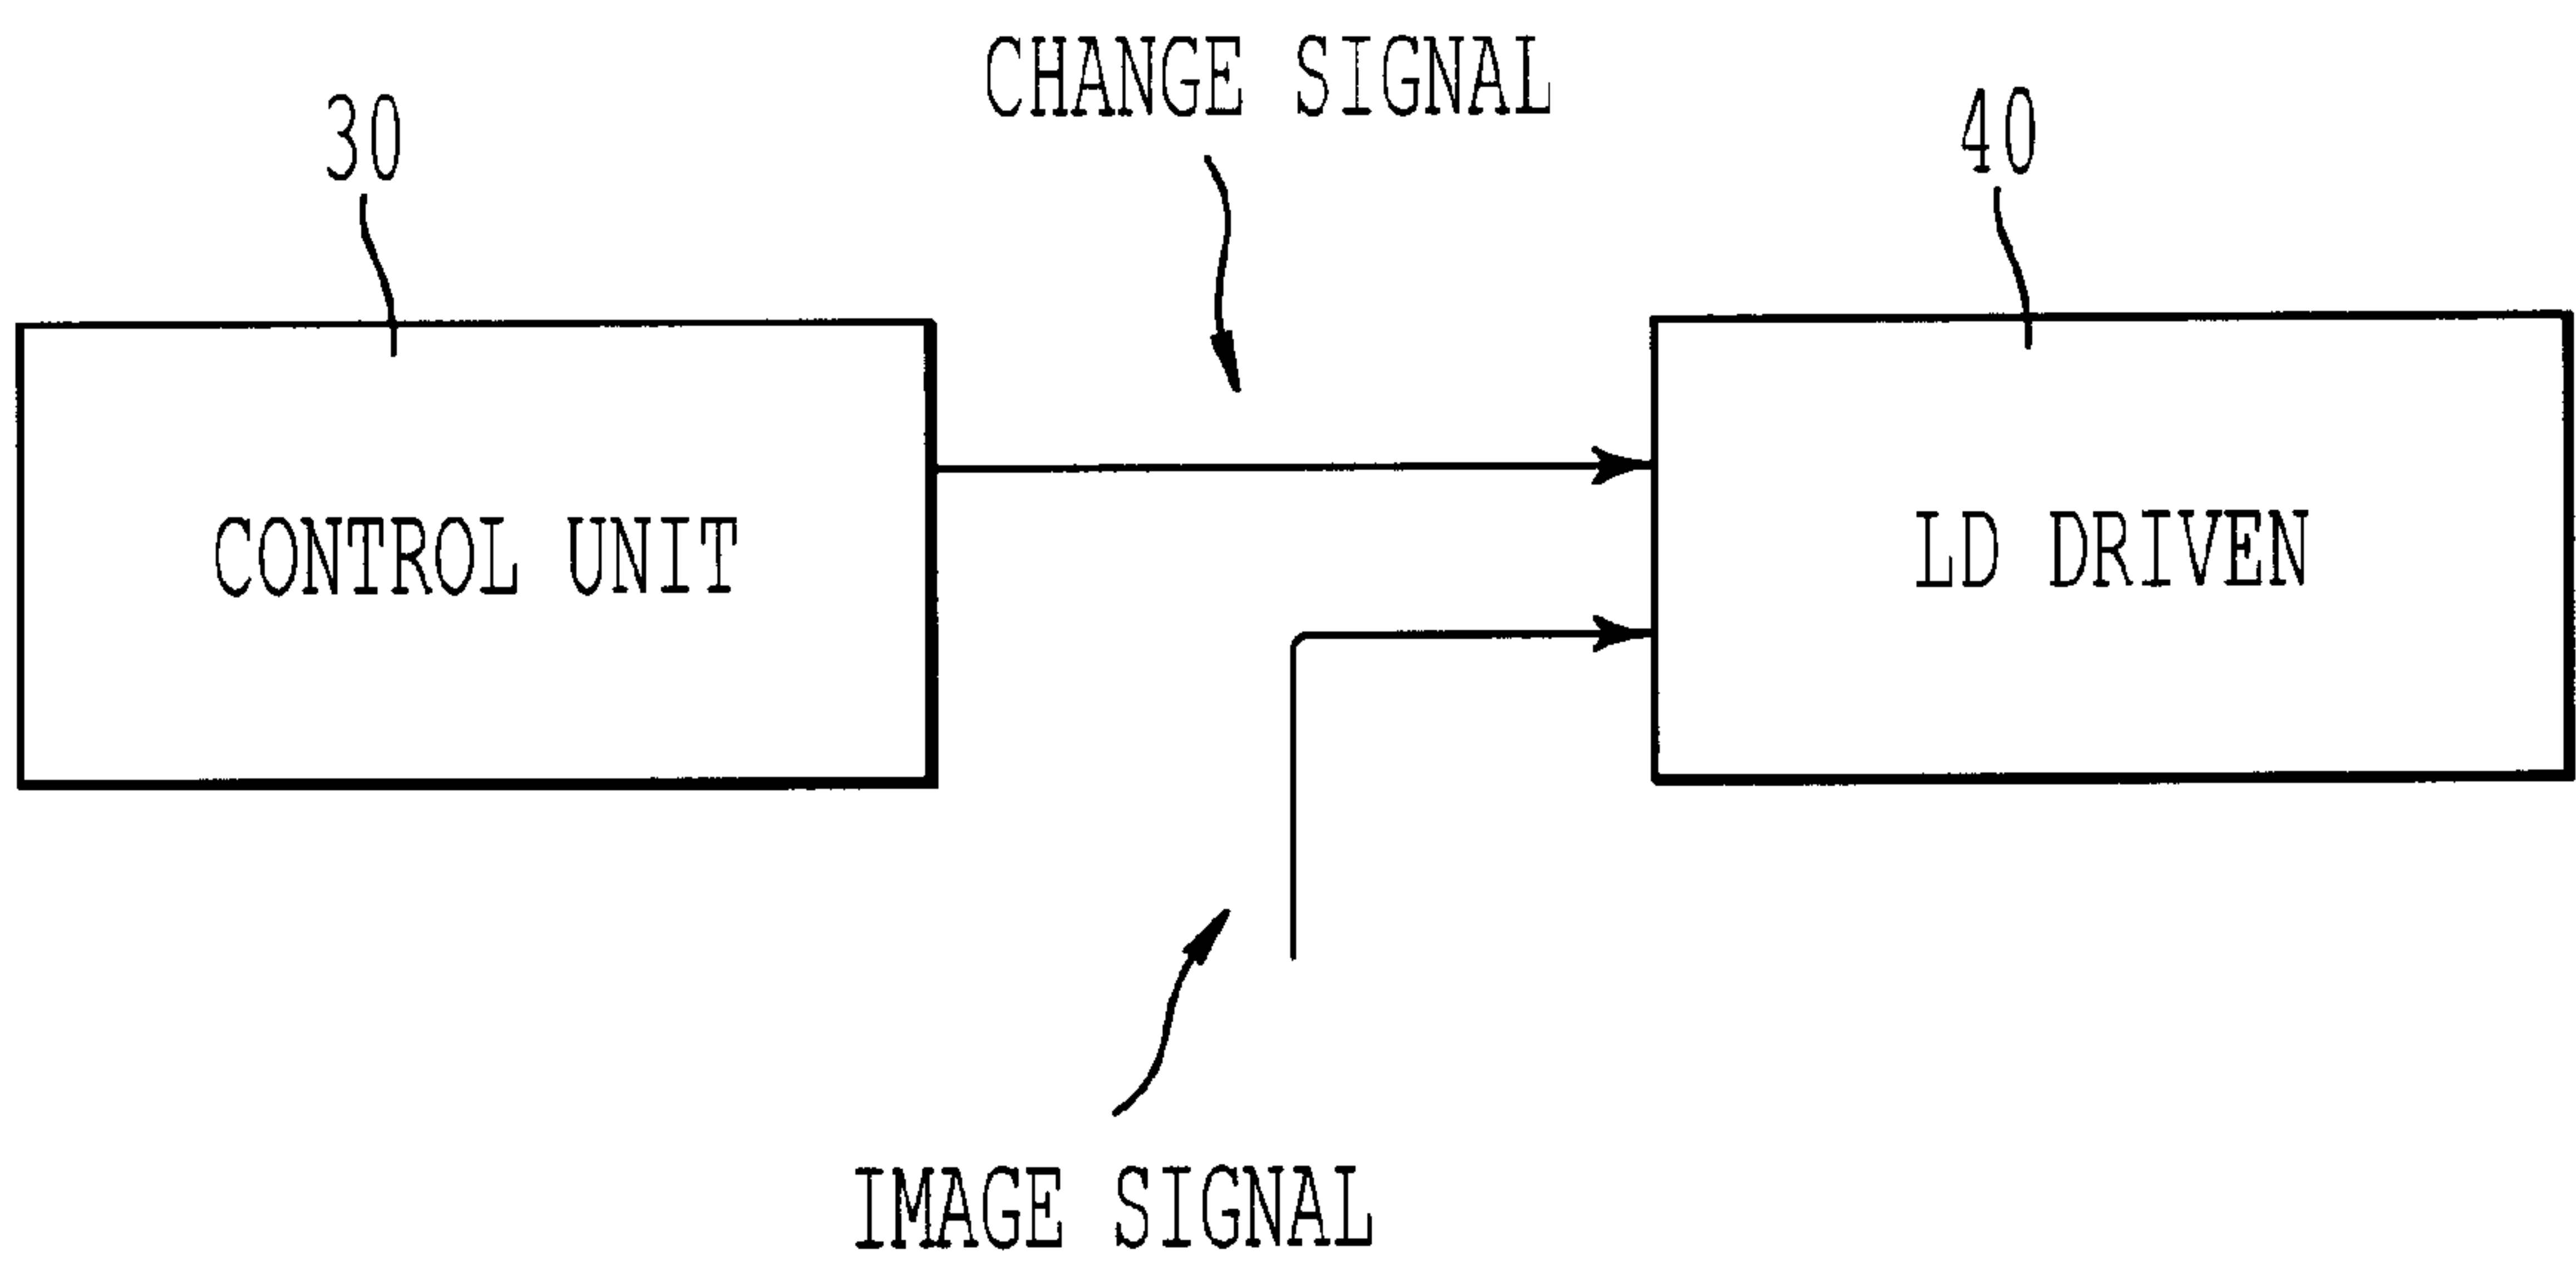 CHANGE SIGNAL
30
40
CONTROL UNIT
LD DRIVEN
IMAGE SIGNAL